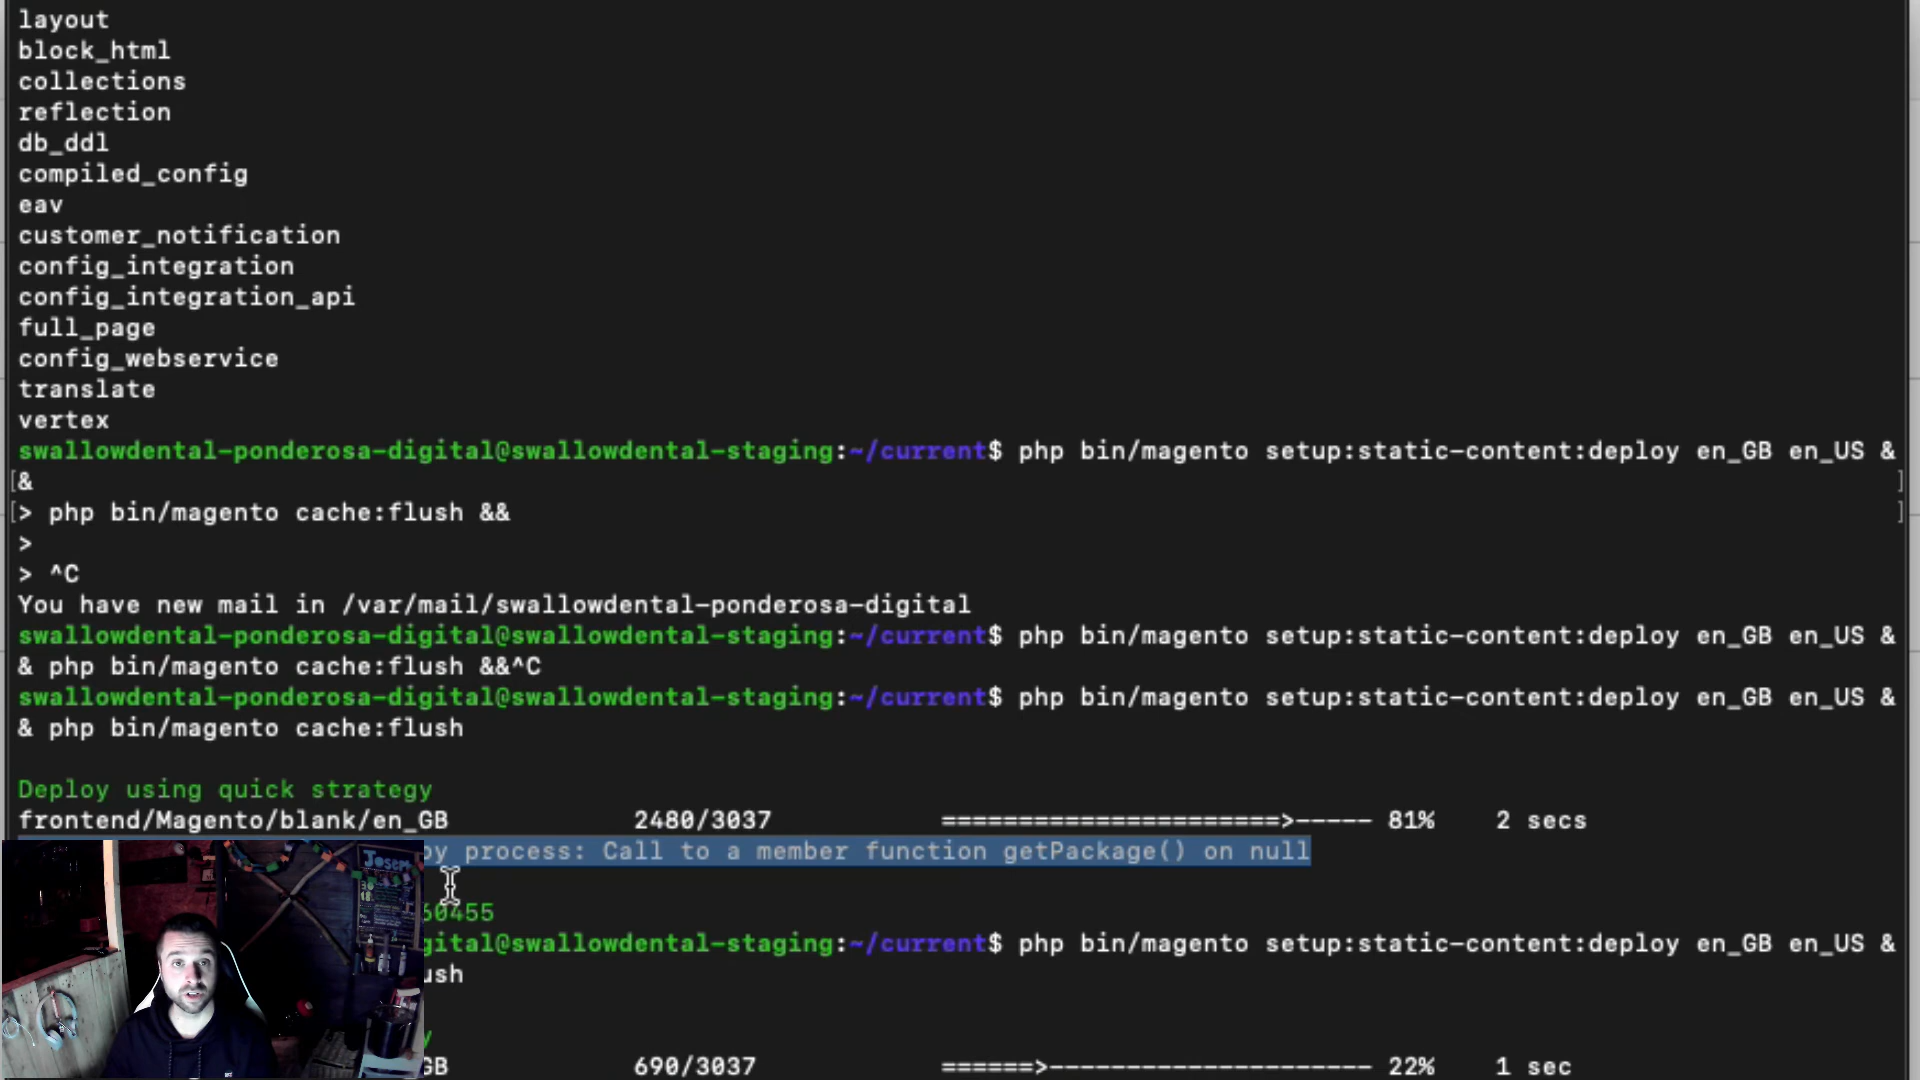 layout
block_html
collections
reflection
db_ddl
compiled_config
eav
customer_notification
config_integration
config_integration_api
full_page
config_webservice
translate
vertex
swallowdental-ponderosa-digital@swallowdental-staging:~/current$ php bin/magento setup:static-content:deploy en_GB en_US &
[& ]
[> php bin/magento cache:flush && ]
>
> ^C
You have new mail in /var/mail/swallowdental-ponderosa-digital
swallowdental-ponderosa-digital@swallowdental-staging:~/current$ php bin/magento setup:static-content:deploy en_GB en_US &
& php bin/magento cache:flush &&^C
swallowdental-ponderosa-digital@swallowdental-staging:~/current$ php bin/magento setup:static-content:deploy en_GB en_US &
& php bin/magento cache:flush
Deploy using quick strategy
frontend/Magento/blank/en_GB 2480/3037 ======================>----- 81% 2 secs
by process: Call to a member function getPackage() on null
Joseph
60455
gital@swallowdental-staging:~/current$ php bin/magento setup:static-content:deploy en_GB en_US &
ush
y
GB 690/3037 ======>--------------------- 22% 1 sec